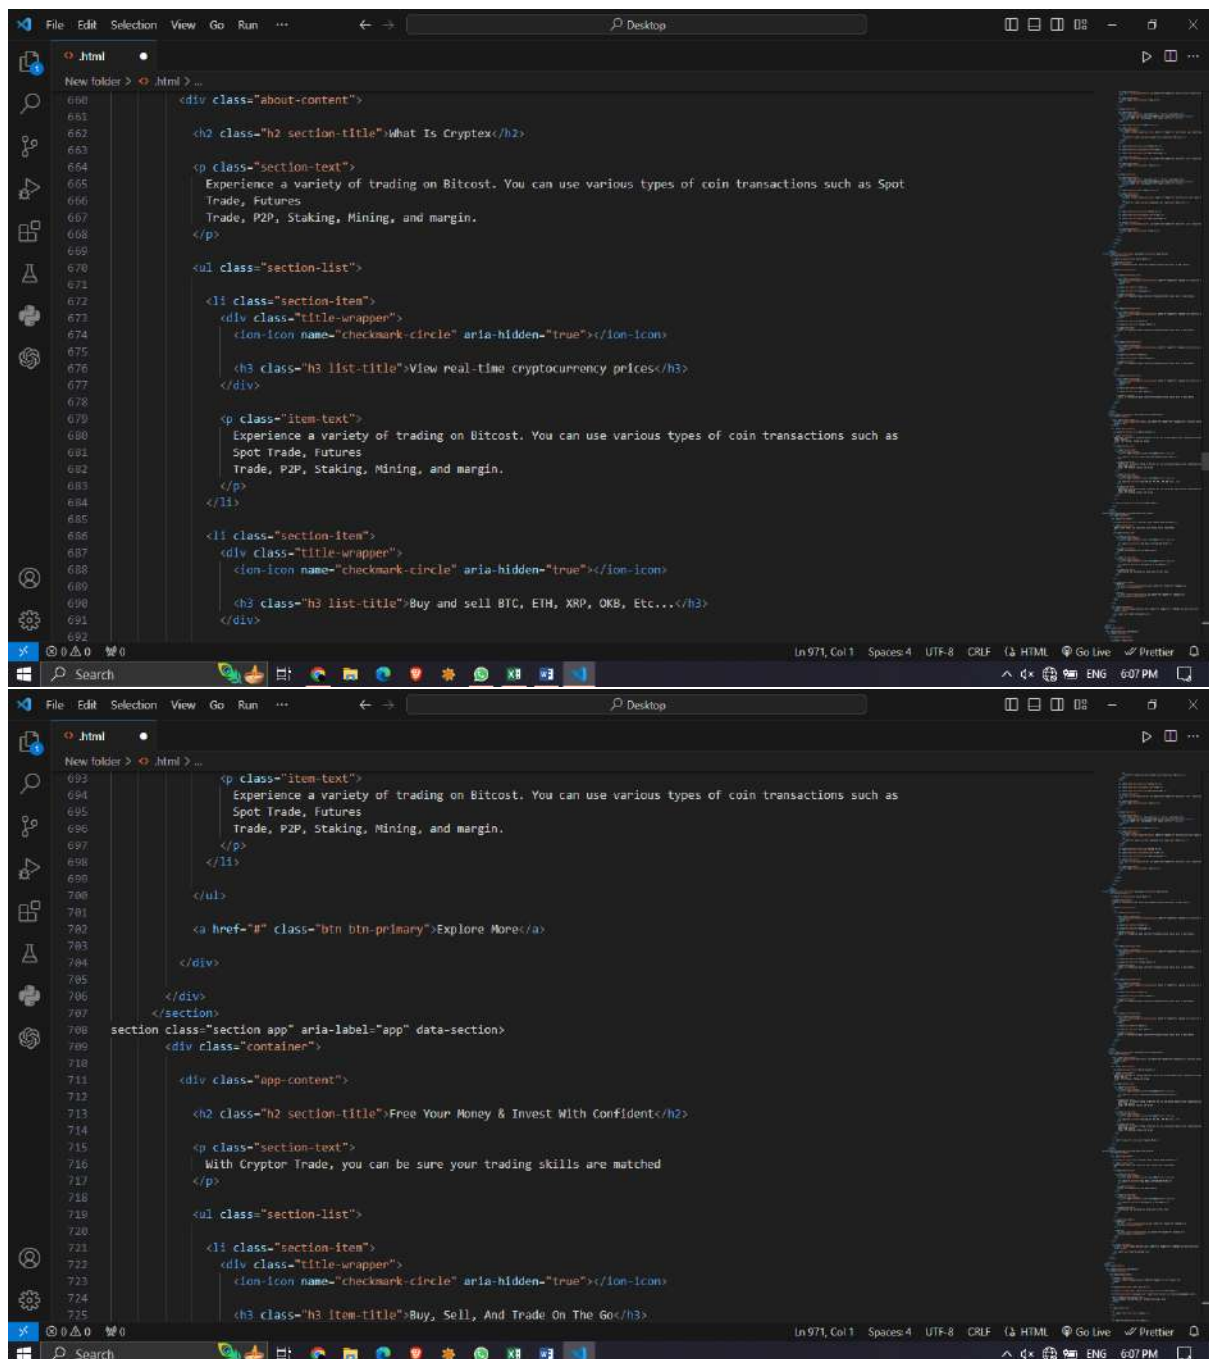 File Edit Selection View Go Run ··· Desktop
.html
New folder > .html > ...
660 <div class="about-content">
661
662 <h2 class="h2 section-title">What Is Cryptex</h2>
663
664 <p class="section-text">
665 Experience a variety of trading on Bitcost. You can use various types of coin transactions such as Spot
666 Trade, Futures
667 Trade, P2P, Staking, Mining, and margin.
668 </p>
669
670 <ul class="section-list">
671
672 <li class="section-item">
673 <div class="title-wrapper">
674 <ion-icon name="checkmark-circle" aria-hidden="true"></ion-icon>
675
676 <h3 class="h3 list-title">View real-time cryptocurrency prices</h3>
677 </div>
678
679 <p class="item-text">
680 Experience a variety of trading on Bitcost. You can use various types of coin transactions such as
681 Spot Trade, Futures
682 Trade, P2P, Staking, Mining, and margin.
683 </p>
684 </li>
685
686 <li class="section-item">
687 <div class="title-wrapper">
688 <ion-icon name="checkmark-circle" aria-hidden="true"></ion-icon>
689
690 <h3 class="h3 list-title">Buy and sell BTC, ETH, XRP, OKB, Etc...</h3>
691 </div>
692
0 0 0 Ln 971, Col 1 Spaces: 4 UTF-8 CRLF HTML Go Live Prettier
Search ENG 6:07 PM
File Edit Selection View Go Run ··· Desktop
.html
New folder > .html > ...
693 <p class="item-text">
694 Experience a variety of trading on Bitcost. You can use various types of coin transactions such as
695 Spot Trade, Futures
696 Trade, P2P, Staking, Mining, and margin.
697 </p>
698 </li>
699
700 </ul>
701
702 <a href="#" class="btn btn-primary">Explore More</a>
703
704 </div>
705
706 </div>
707 </section>
708 section class="section app" aria-label="app" data-section>
709 <div class="container">
710
711 <div class="app-content">
712
713 <h2 class="h2 section-title">Free Your Money & Invest With Confident</h2>
714
715 <p class="section-text">
716 With Cryptor Trade, you can be sure your trading skills are matched
717 </p>
718
719 <ul class="section-list">
720
721 <li class="section-item">
722 <div class="title-wrapper">
723 <ion-icon name="checkmark-circle" aria-hidden="true"></ion-icon>
724
725 <h3 class="h3 item-title">Buy, Sell, And Trade On The Go</h3>
0 0 0 Ln 971, Col 1 Spaces: 4 UTF-8 CRLF HTML Go Live Prettier
Search ENG 6:07 PM